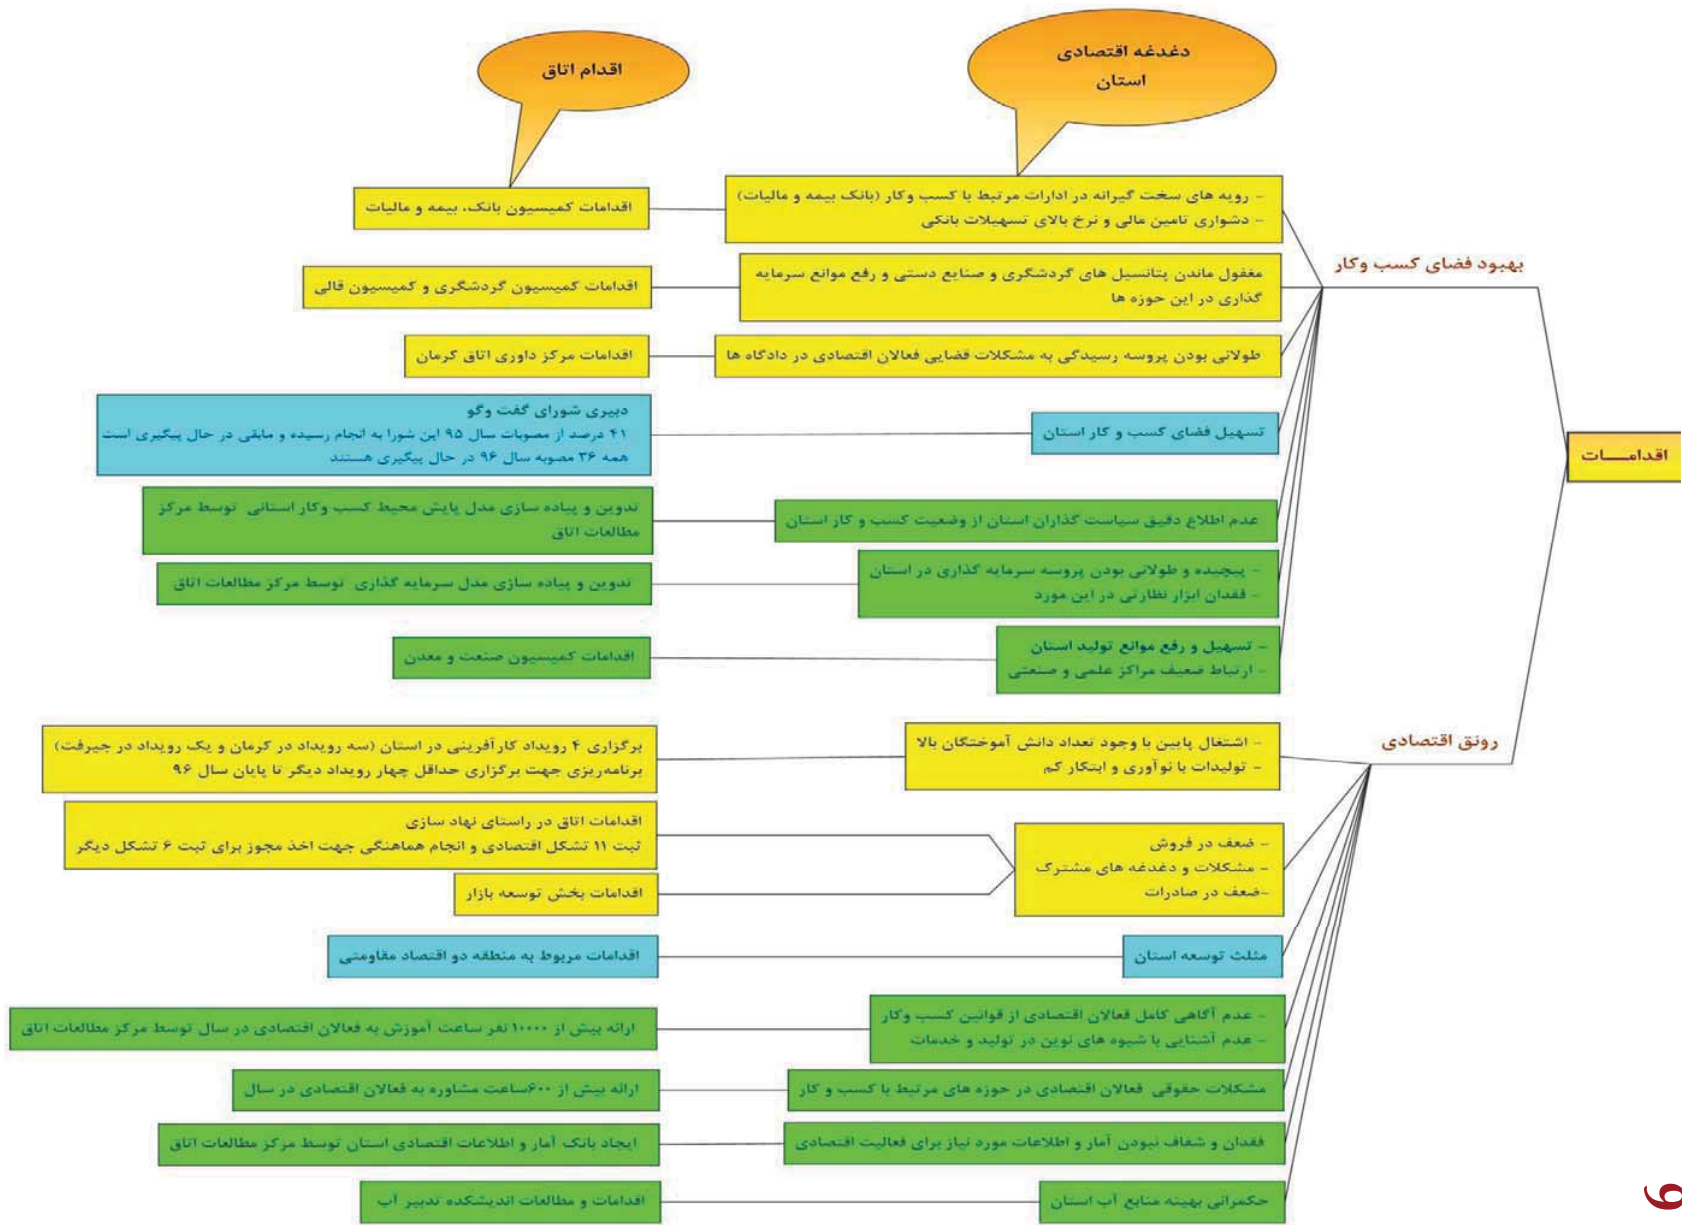 دغدغه اقتصادی
استان
اقدام اتاق
اقدامـــات
بهبود فضای کسب وکار
- رویه های سخت گیرانه در ادارات مرتبط با کسب وکار (بانک بیمه و مالیات)
- دشواری تامین مالی و نرخ بالای تسهیلات بانکی
اقدامات کمیسیون بانک، بیمه و مالیات
مغفول ماندن پتانسیل های گردشگری و صنایع دستی و رفع موانع سرمایه
گذاری در این حوزه ها
اقدامات کمیسیون گردشگری و کمیسیون قالی
طولانی بودن پروسه رسیدگی به مشکلات قضایی فعالان اقتصادی در دادگاه ها
اقدامات مرکز داوری اتاق کرمان
تسهیل فضای کسب و کار استان
دبیری شورای گفت وگو
۴۱ درصد از مصوبات سال ۹۵ این شورا به انجام رسیده و مابقی در حال پیگیری است
همه ۳۶ مصوبه سال ۹۶ در حال پیگیری هستند
عدم اطلاع دقیق سیاست گذاران استان از وضعیت کسب و کار استان
تدوین و پیاده سازی مدل پایش محیط کسب وکار استانی توسط مرکز
مطالعات اتاق
- پیچیده و طولانی بودن پروسه سرمایه گذاری در استان
- فقدان ابزار نظارتی در این مورد
تدوین و پیاده سازی مدل سرمایه گذاری توسط مرکز مطالعات اتاق
- تسهیل و رفع موانع تولید استان
- ارتباط ضعیف مراکز علمی و صنعتی
اقدامات کمیسیون صنعت و معدن
رونق اقتصادی
- اشتغال پایین با وجود تعداد دانش آموختگان بالا
- تولیدات با نوآوری و ابتکار کم
برگزاری ۴ رویداد کارآفرینی در استان (سه رویداد در کرمان و یک رویداد در جیرفت)
برنامه‌ریزی جهت برگزاری حداقل چهار رویداد دیگر تا پایان سال ۹۶
- ضعف در فروش
- مشکلات و دغدغه های مشترک
-ضعف در صادرات
اقدامات اتاق در راستای نهاد سازی
ثبت ۱۱ تشکل اقتصادی و انجام هماهنگی جهت اخذ مجوز برای ثبت ۶ تشکل دیگر
اقدامات بخش توسعه بازار
مثلث توسعه استان
اقدامات مربوط به منطقه دو اقتصاد مقاومتی
- عدم آگاهی کامل فعالان اقتصادی از قوانین کسب وکار
- عدم آشنایی با شیوه های نوین در تولید و خدمات
ارائه بیش از ۱۰۰۰۰ نفر ساعت آموزش به فعالان اقتصادی در سال توسط مرکز مطالعات اتاق
مشکلات حقوقی فعالان اقتصادی در حوزه های مرتبط با کسب و کار
ارائه بیش از ۶۰۰ساعت مشاوره به فعالان اقتصادی در سال
فقدان و شفاف نبودن آمار و اطلاعات مورد نیاز برای فعالیت اقتصادی
ایجاد بانک آمار و اطلاعات اقتصادی استان توسط مرکز مطالعات اتاق
حکمرانی بهینه منابع آب استان
اقدامات و مطالعات اندیشکده تدبیر آب
و